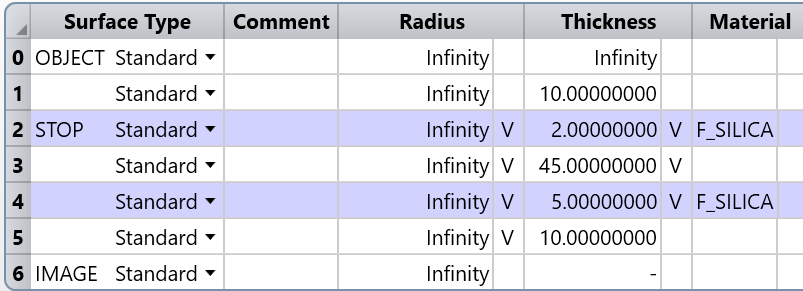 Surface Type Comment Radius Thickness Material
0 OBJECT Standard Infinity Infinity
1 Standard Infinity 10.00000000
2 STOP Standard Infinity V 2.00000000 V F_SILICA
3 Standard Infinity V 45.00000000 V
4 Standard Infinity V 5.00000000 V F_SILICA
5 Standard Infinity V 10.00000000
6 IMAGE Standard Infinity -